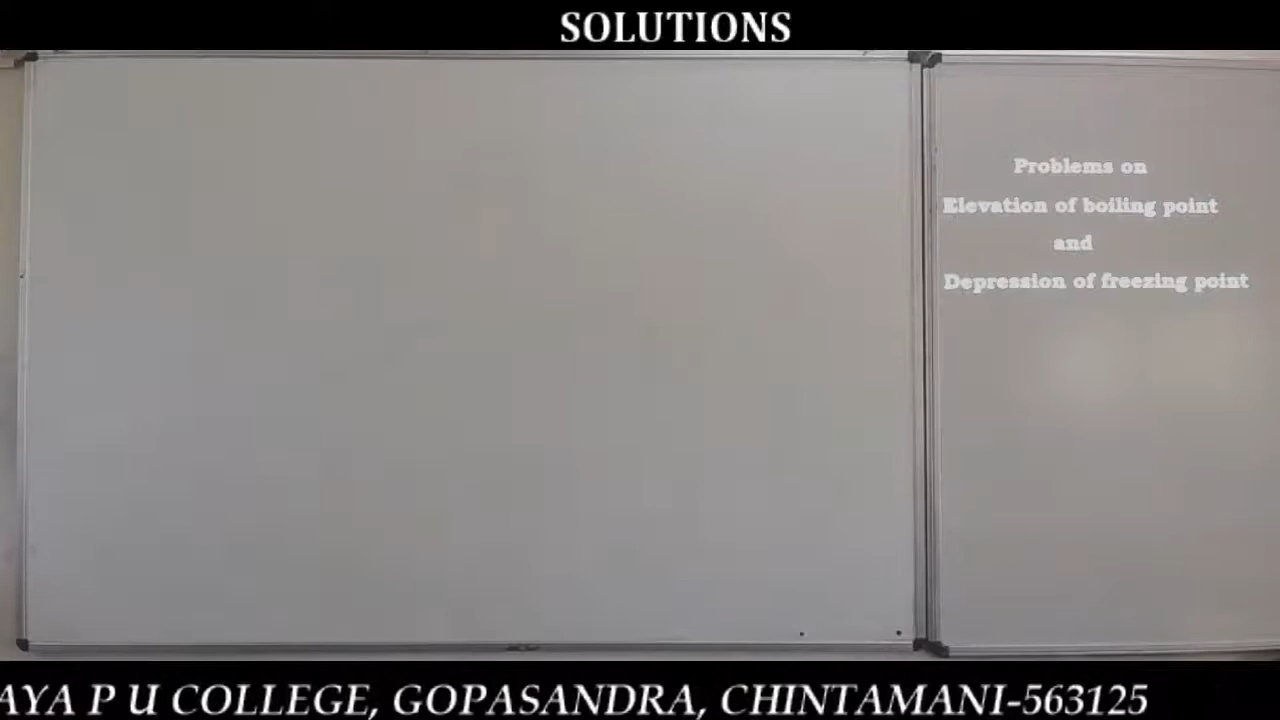 SOLUTIONS
Problems on
Elevation of boiling point
and
Depression of freezing point
AYA P U COLLEGE, GOPASANDRA, CHINTAMANI-563125